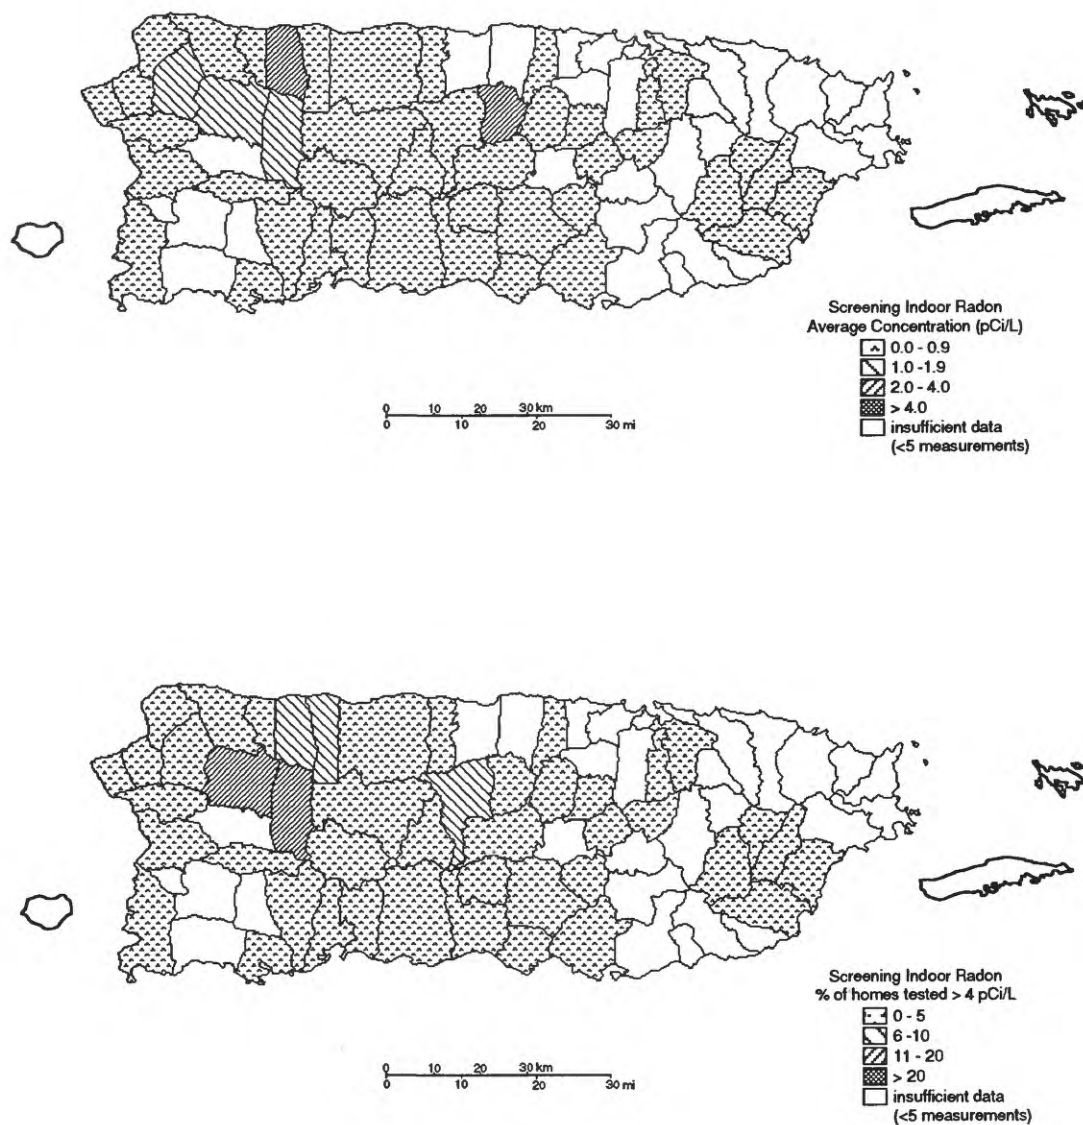 Screening Indoor Radon
Average Concentration (pCi/L)
0.0 - 0.9
1.0 -1.9
2.0 - 4.0
> 4.0
insufficient data
(<5 measurements)
0 10 20 30 km
0 10 20 30 mi
Screening Indoor Radon
% of homes tested > 4 pCi/L
0 - 5
6 -10
11 - 20
> 20
insufficient data
(<5 measurements)
0 10 20 30 km
0 10 20 30 mi